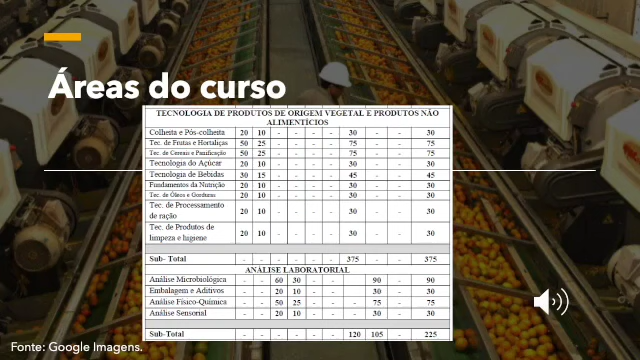 Áreas do curso
TECNOLOGIA DE PRODUTOS DE ORIGEM VEGETAL E PRODUTOS NÃO
ALIMENTÍCIOS
Colheita e Pós-colheita 20 10 - - - - 30 - - 30
Tec. de Frutas e Hortaliças 50 25 - - - - 75 - - 75
Tec. de Cereais e Panificação 50 25 - - - - 75 - - 75
Tecnologia do Açúcar 20 10 - - - - 30 - - 30
Tecnologia de Bebidas 30 15 - - - - 45 - - 45
Fundamentos da Nutrição 20 10 - - - - 30 - - 30
Tec. de Óleos e Gorduras 20 10 - - - - 30 - - 30
Tec. de Processamento
de ração 20 10 - - - - 30 - - 30
Tec. de Produtos de
limpeza e higiene 20 10 - - - - 30 - - 30
Sub- Total - - - - - - 375 - - 375
ANÁLISE LABORATORIAL
Análise Microbiológica - - 60 30 - - 90 - 90
Embalagem e Aditivos - - 20 10 - - 30 - 30
Análise Físico-Química - - 50 25 - - - 75 - 75
Análise Sensorial - - 20 10 - - 30 - 30
Sub-Total - - - - - - 120 105 - 225
Fonte: Google Imagens.